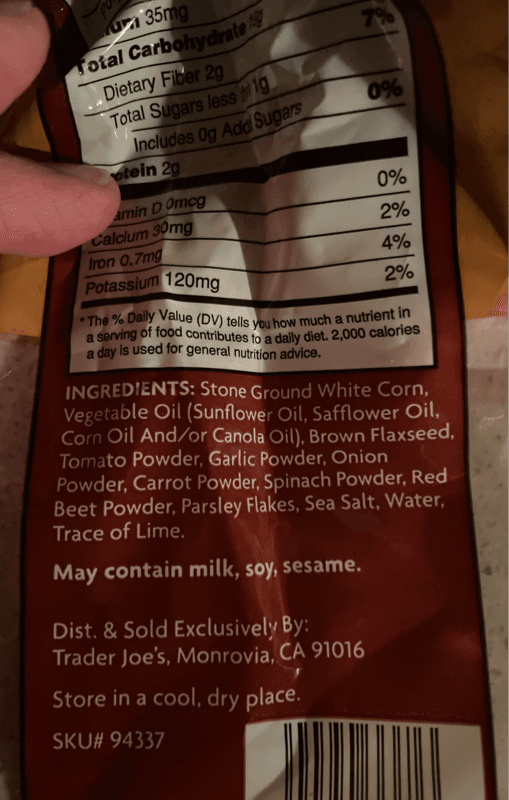 35mg
Total Carbohydrate 7%
Dietary Fiber 2g
Total Sugars less 1g
Includes 0g Add Sugars 0%
otein 2g
amin D 0mcg 0%
Calcium 30mg 2%
Iron 0.7mg 4%
Potassium 120mg 2%
* The % Daily Value (DV) tells you how much a nutrient in
a serving of food contributes to a daily diet. 2,000 calories
a day is used for general nutrition advice.
INGREDIENTS: Stone Ground White Corn,
Vegetable Oil (Sunflower Oil, Safflower Oil,
Corn Oil And/or Canola Oil), Brown Flaxseed,
Tomato Powder, Garlic Powder, Onion
Powder, Carrot Powder, Spinach Powder, Red
Beet Powder, Parsley Flakes, Sea Salt, Water,
Trace of Lime.
May contain milk, soy, sesame.
Dist. & Sold Exclusively By:
Trader Joe's, Monrovia, CA 91016
Store in a cool, dry place.
SKU# 94337